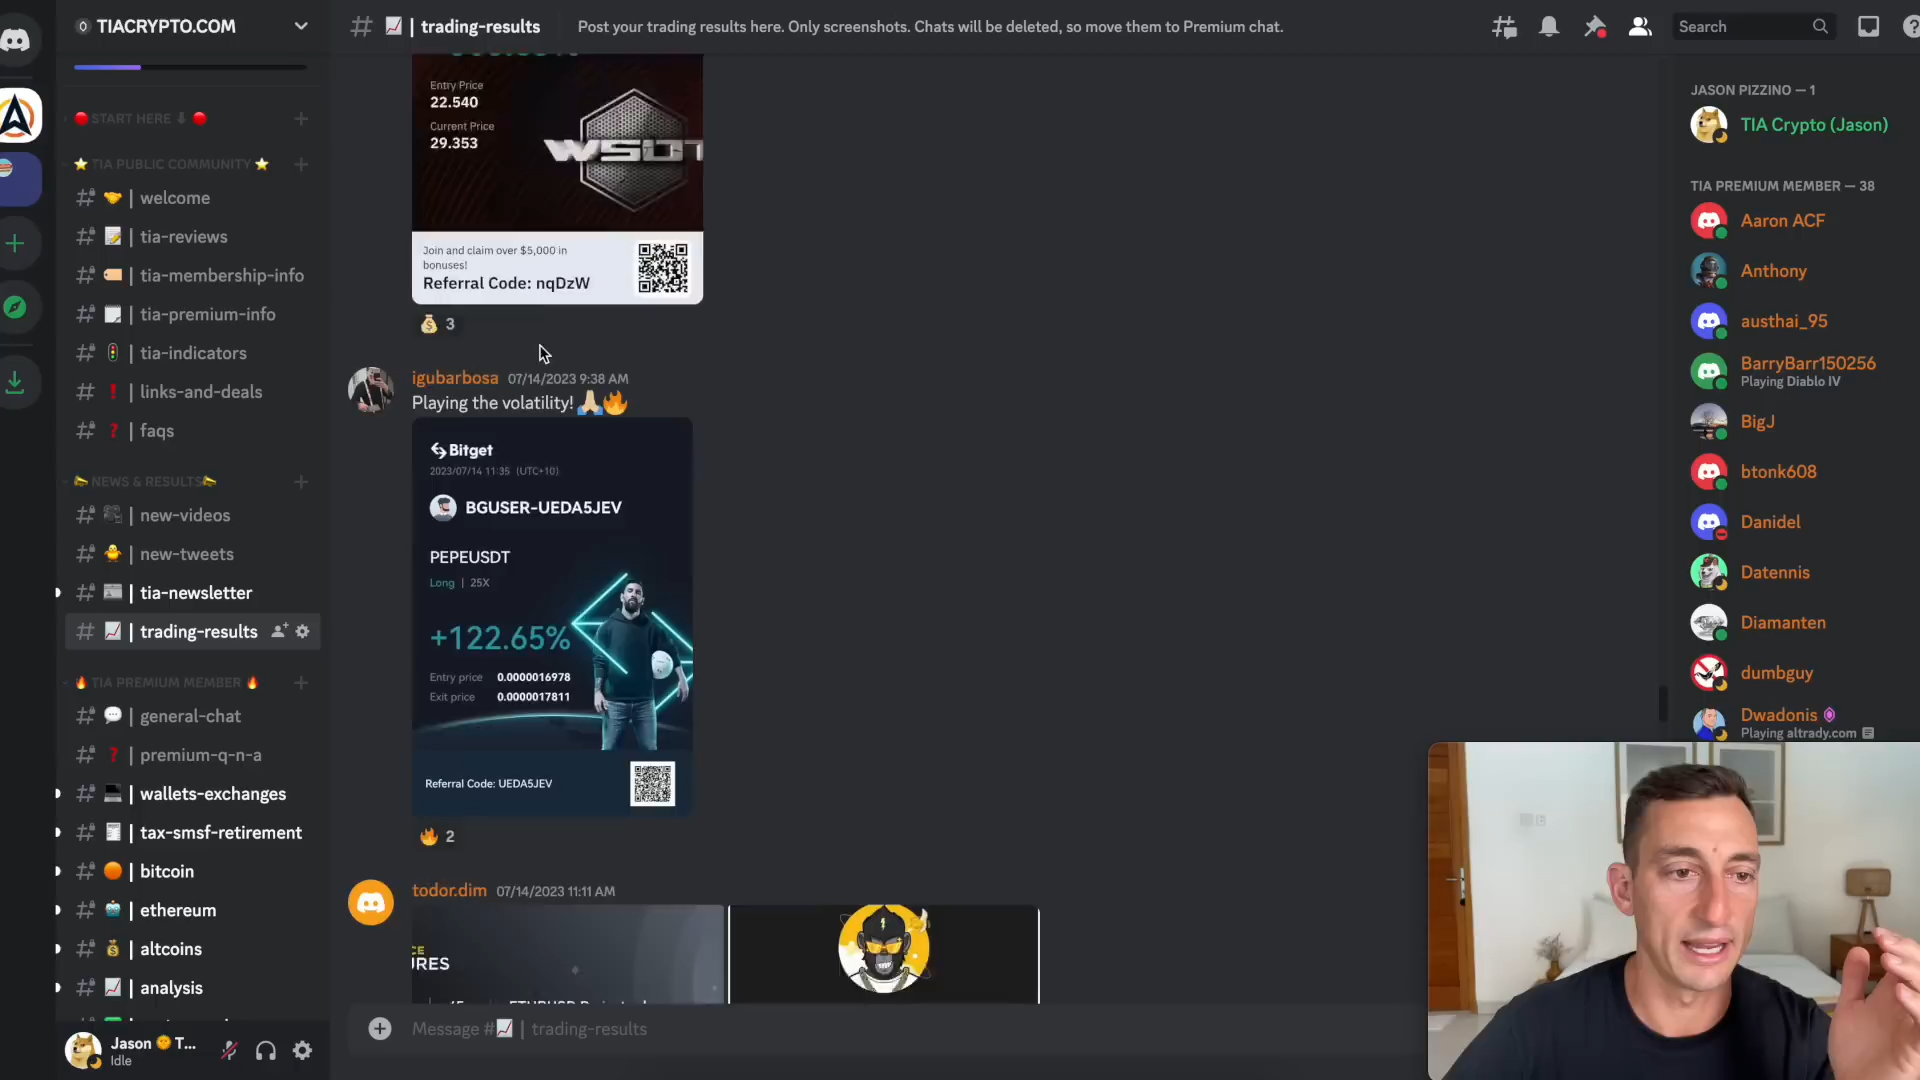 TIACRYPTO.COM
START HERE
TIA PUBLIC COMMUNITY
| welcome
| tia-reviews
| tia-membership-info
| tia-premium-info
| tia-indicators
| links-and-deals
| faqs
NEWS & RESULTS
| new-videos
| new-tweets
| tia-newsletter
| trading-results
TIA PREMIUM MEMBER
| general-chat
| premium-q-n-a
| wallets-exchanges
| tax-smsf-retirement
| bitcoin
| ethereum
| altcoins
| analysis
Jason T...
Idle
| trading-results
Post your trading results here. Only screenshots. Chats will be deleted, so move them to Premium chat.
Search
Entry Price
22.540
Current Price
29.353
WSOT
Join and claim over $5,000 in
bonuses!
Referral Code: nqDzW
3
igubarbosa 07/14/2023 9:38 AM
Playing the volatility!
Bitget
2023/07/14 11:35 (UTC+10)
BGUSER-UEDA5JEV
PEPEUSDT
Long | 25X
+122.65%
Entry price 0.0000016978
Exit price 0.0000017811
Referral Code: UEDA5JEV
2
todor.dim 07/14/2023 11:11 AM
CE
RES
Message # | trading-results
JASON PIZZINO — 1
TIA Crypto (Jason)
TIA PREMIUM MEMBER — 38
Aaron ACF
Anthony
austhai_95
BarryBarr150256
Playing Diablo IV
BigJ
btonk608
Danidel
Datennis
Diamanten
dumbguy
Dwadonis
Playing altrady.com